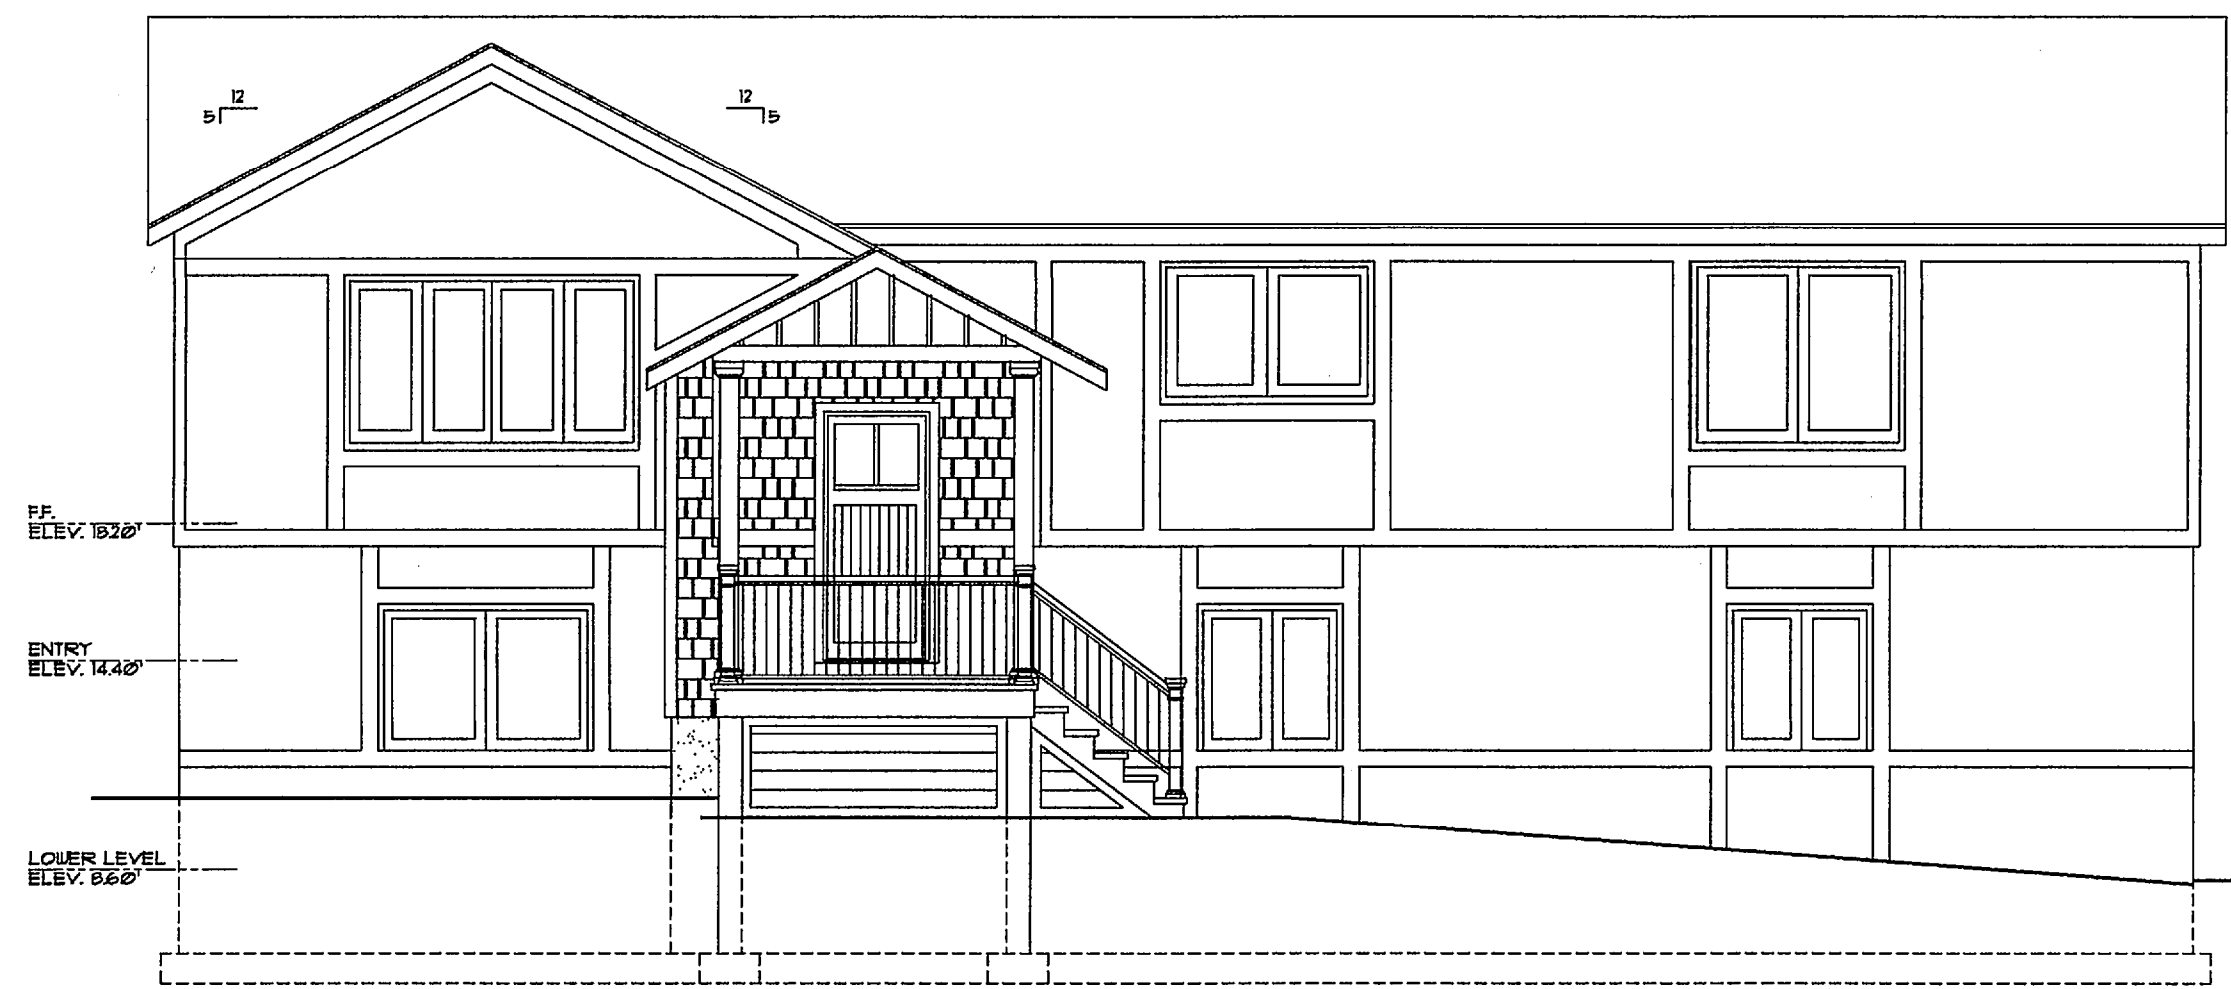 12
5
12
5
F.F.
ELEV. 18.20'
ENTRY
ELEV. 14.40'
LOWER LEVEL
ELEV. 8.60'